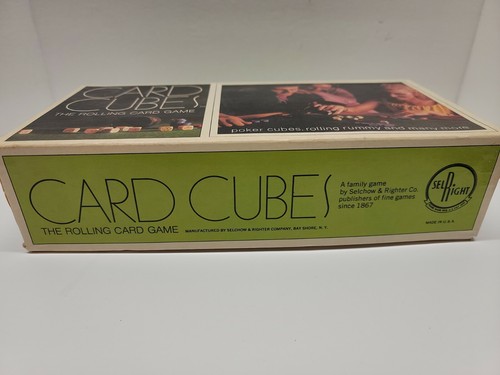 CARD
CUBES
THE ROLLING CARD GAME
poker cubes, rolling rummy and many more
CARD CUBES
THE ROLLING CARD GAME
MANUFACTURED BY SELCHOW & RIGHTER COMPANY, BAY SHORE, N. Y.
A family game
by Selchow & Righter Co.
publishers of fine games
since 1867
SELRIGHT
MADE IN U.S.A.